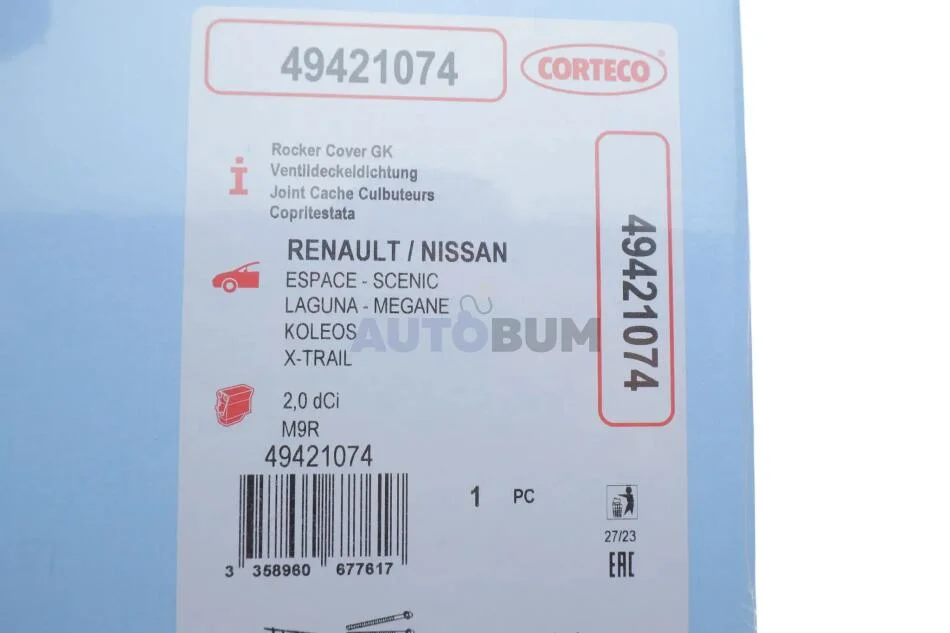 49421074
CORTECO®
Rocker Cover GK
Ventildeckeldichtung
Joint Cache Culbuteurs
Copritestata
RENAULT / NISSAN
ESPACE - SCENIC
LAGUNA - MEGANE
KOLEOS
X-TRAIL
AUTOBUM
2,0 dCi
M9R
49421074
1 PC
27/23
EAC
3 358960 677617
49421074